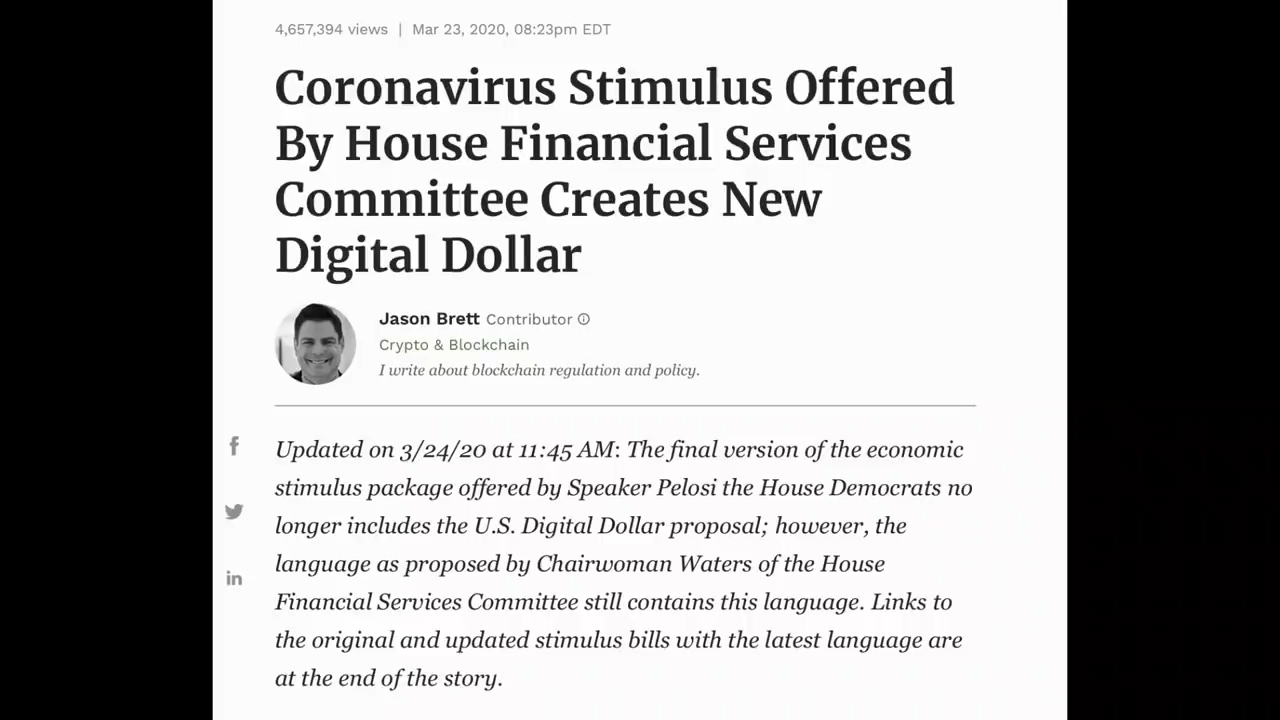 4,657,394 views | Mar 23, 2020, 08:23pm EDT
Coronavirus Stimulus Offered
By House Financial Services
Committee Creates New
Digital Dollar
Jason Brett Contributor
Crypto & Blockchain
I write about blockchain regulation and policy.
Updated on 3/24/20 at 11:45 AM: The final version of the economic
stimulus package offered by Speaker Pelosi the House Democrats no
longer includes the U.S. Digital Dollar proposal; however, the
language as proposed by Chairwoman Waters of the House
Financial Services Committee still contains this language. Links to
the original and updated stimulus bills with the latest language are
at the end of the story.